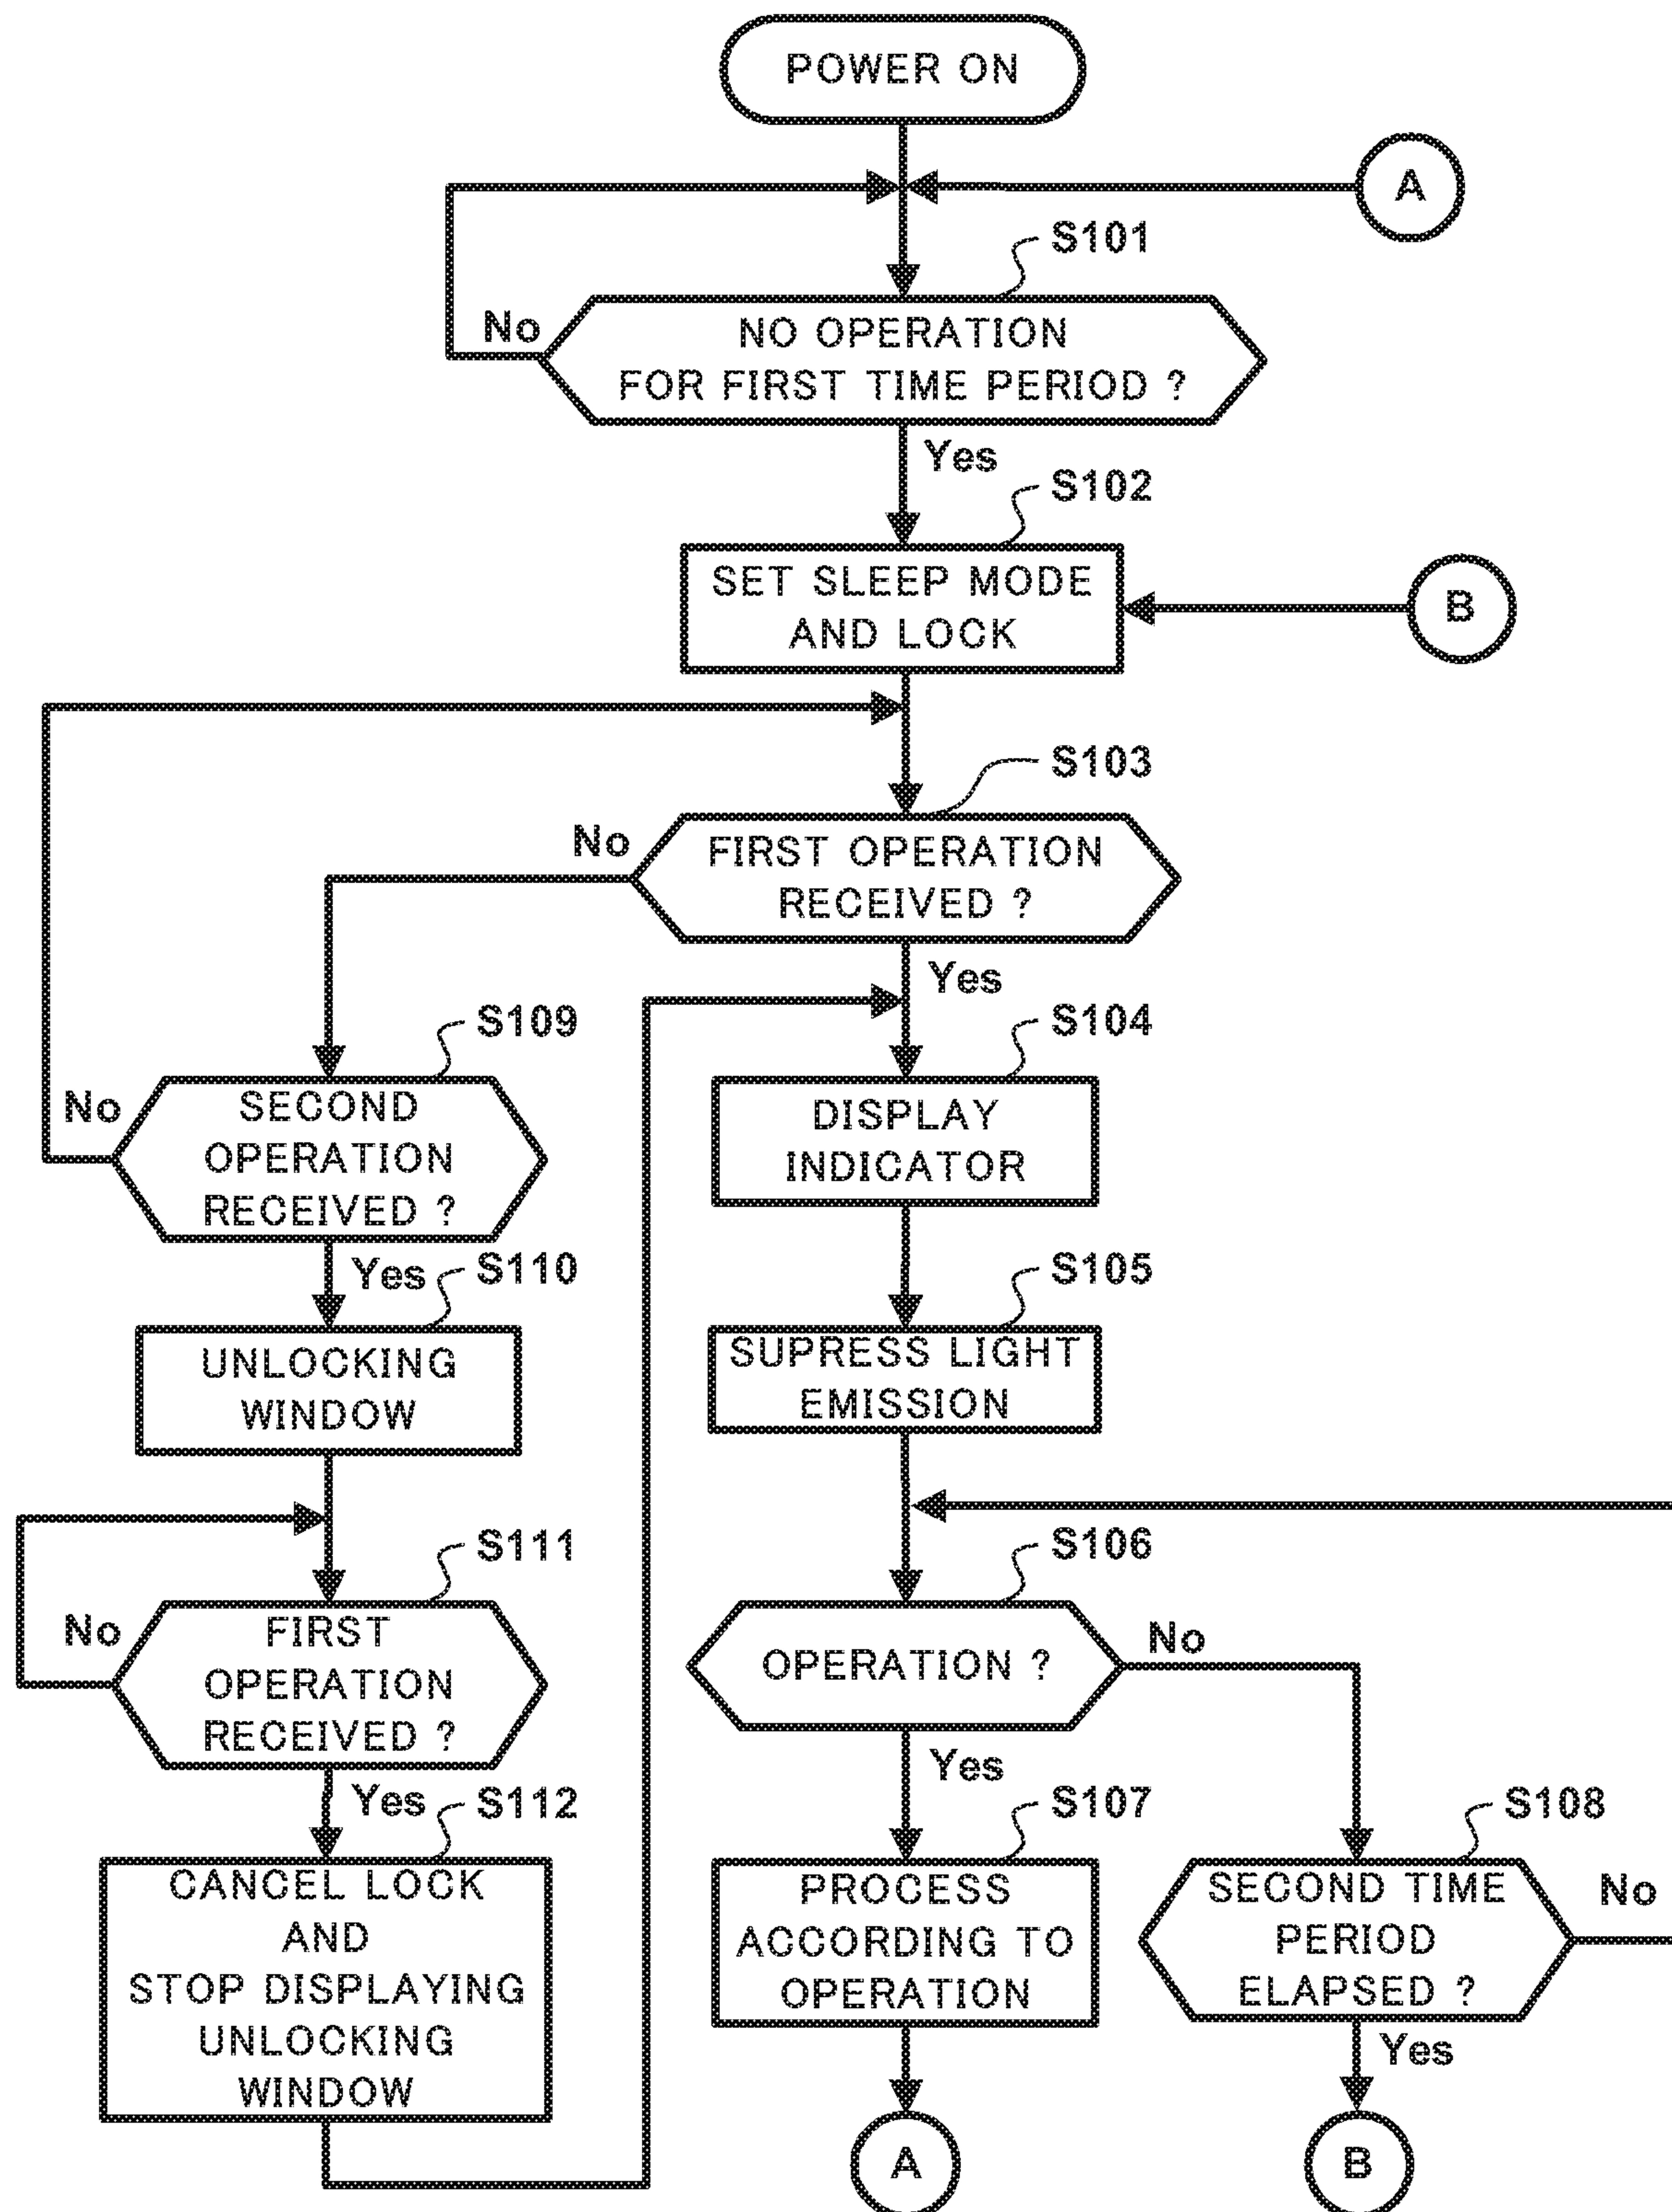 POWER ON
A
S101
No
NO OPERATION
FOR FIRST TIME PERIOD ?
Yes
S102
SET SLEEP MODE
AND LOCK
B
S103
No
FIRST OPERATION
RECEIVED ?
Yes
S109
S104
No
SECOND
OPERATION
RECEIVED ?
DISPLAY
INDICATOR
Yes
S110
S105
UNLOCKING
WINDOW
SUPRESS LIGHT
EMISSION
S111
S106
No
FIRST
OPERATION
RECEIVED ?
OPERATION ?
No
Yes
Yes
S112
S107
S108
CANCEL LOCK
AND
STOP DISPLAYING
UNLOCKING
WINDOW
PROCESS
ACCORDING TO
OPERATION
SECOND TIME
PERIOD
ELAPSED ?
No
Yes
A
B